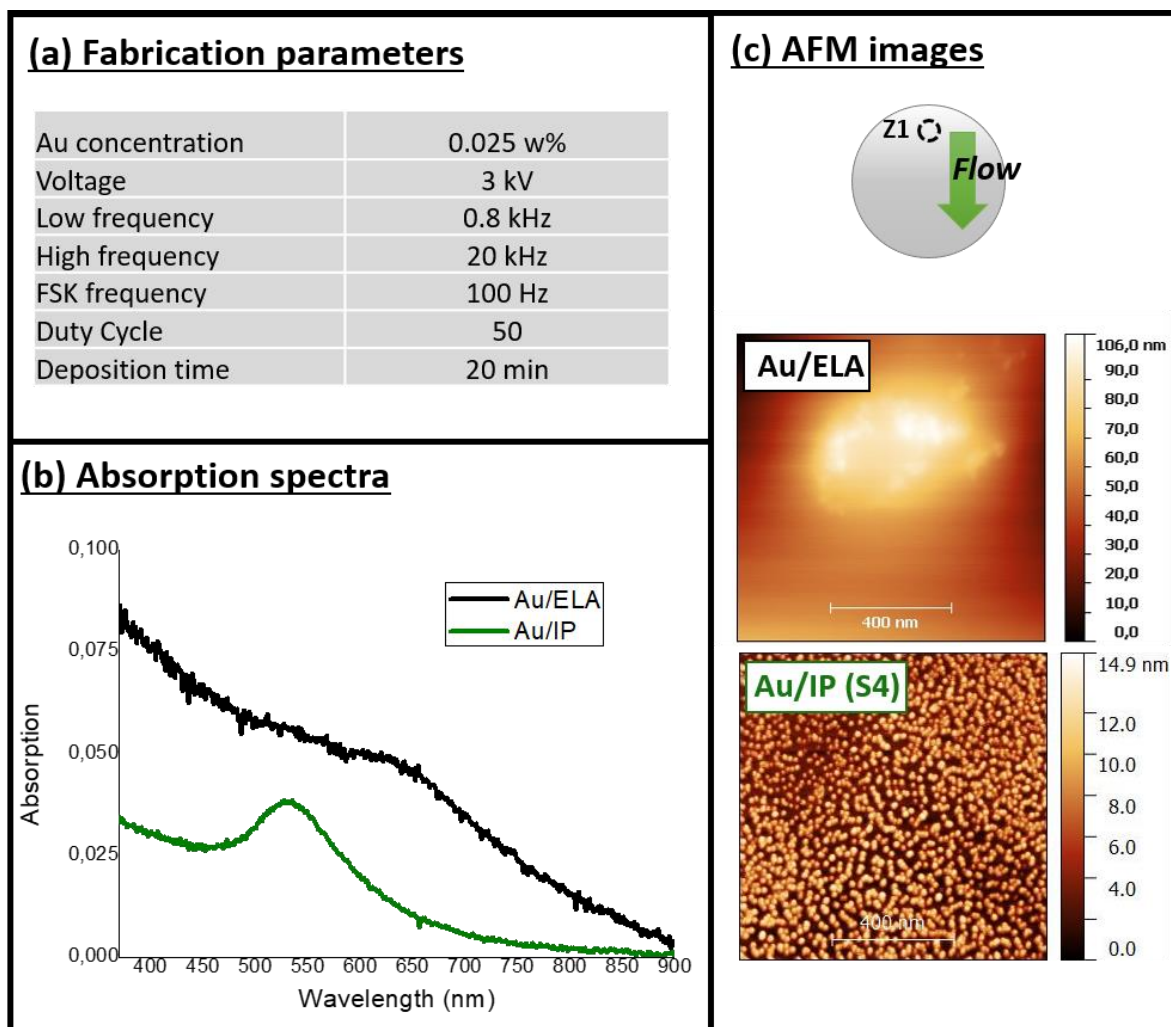 (a) Fabrication parameters
Au concentration 0.025 w%
Voltage 3 kV
Low frequency 0.8 kHz
High frequency 20 kHz
FSK frequency 100 Hz
Duty Cycle 50
Deposition time 20 min
(b) Absorption spectra
0,100
0,075
0,050
0,025
0,000
Absorption
Au/ELA
Au/IP
400 450 500 550 600 650 700 750 800 850 900
Wavelength (nm)
(c) AFM images
Z1
Flow
Au/ELA
400 nm
106,0 nm
90,0
80,0
70,0
60,0
50,0
40,0
30,0
20,0
10,0
0,0
Au/IP (S4)
400 nm
14.9 nm
12.0
10.0
8.0
6.0
4.0
0.0